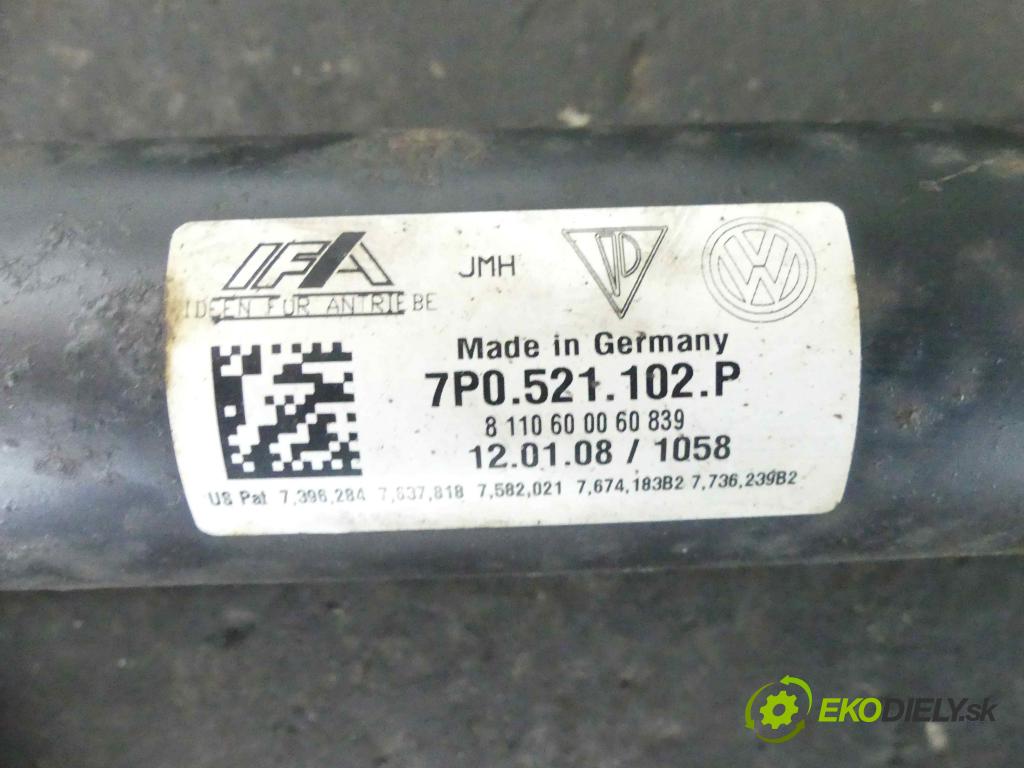 IFA
IDEEN FÜR ANTRIEBE
JMH
VW
Made in Germany
7P0.521.102.P
8 110 60 00 60 839
12.01.08 / 1058
US Pat 7,396,284 7,637,818 7,582,021 7,674,183B2 7,736,239B2
EKODIELY.sk